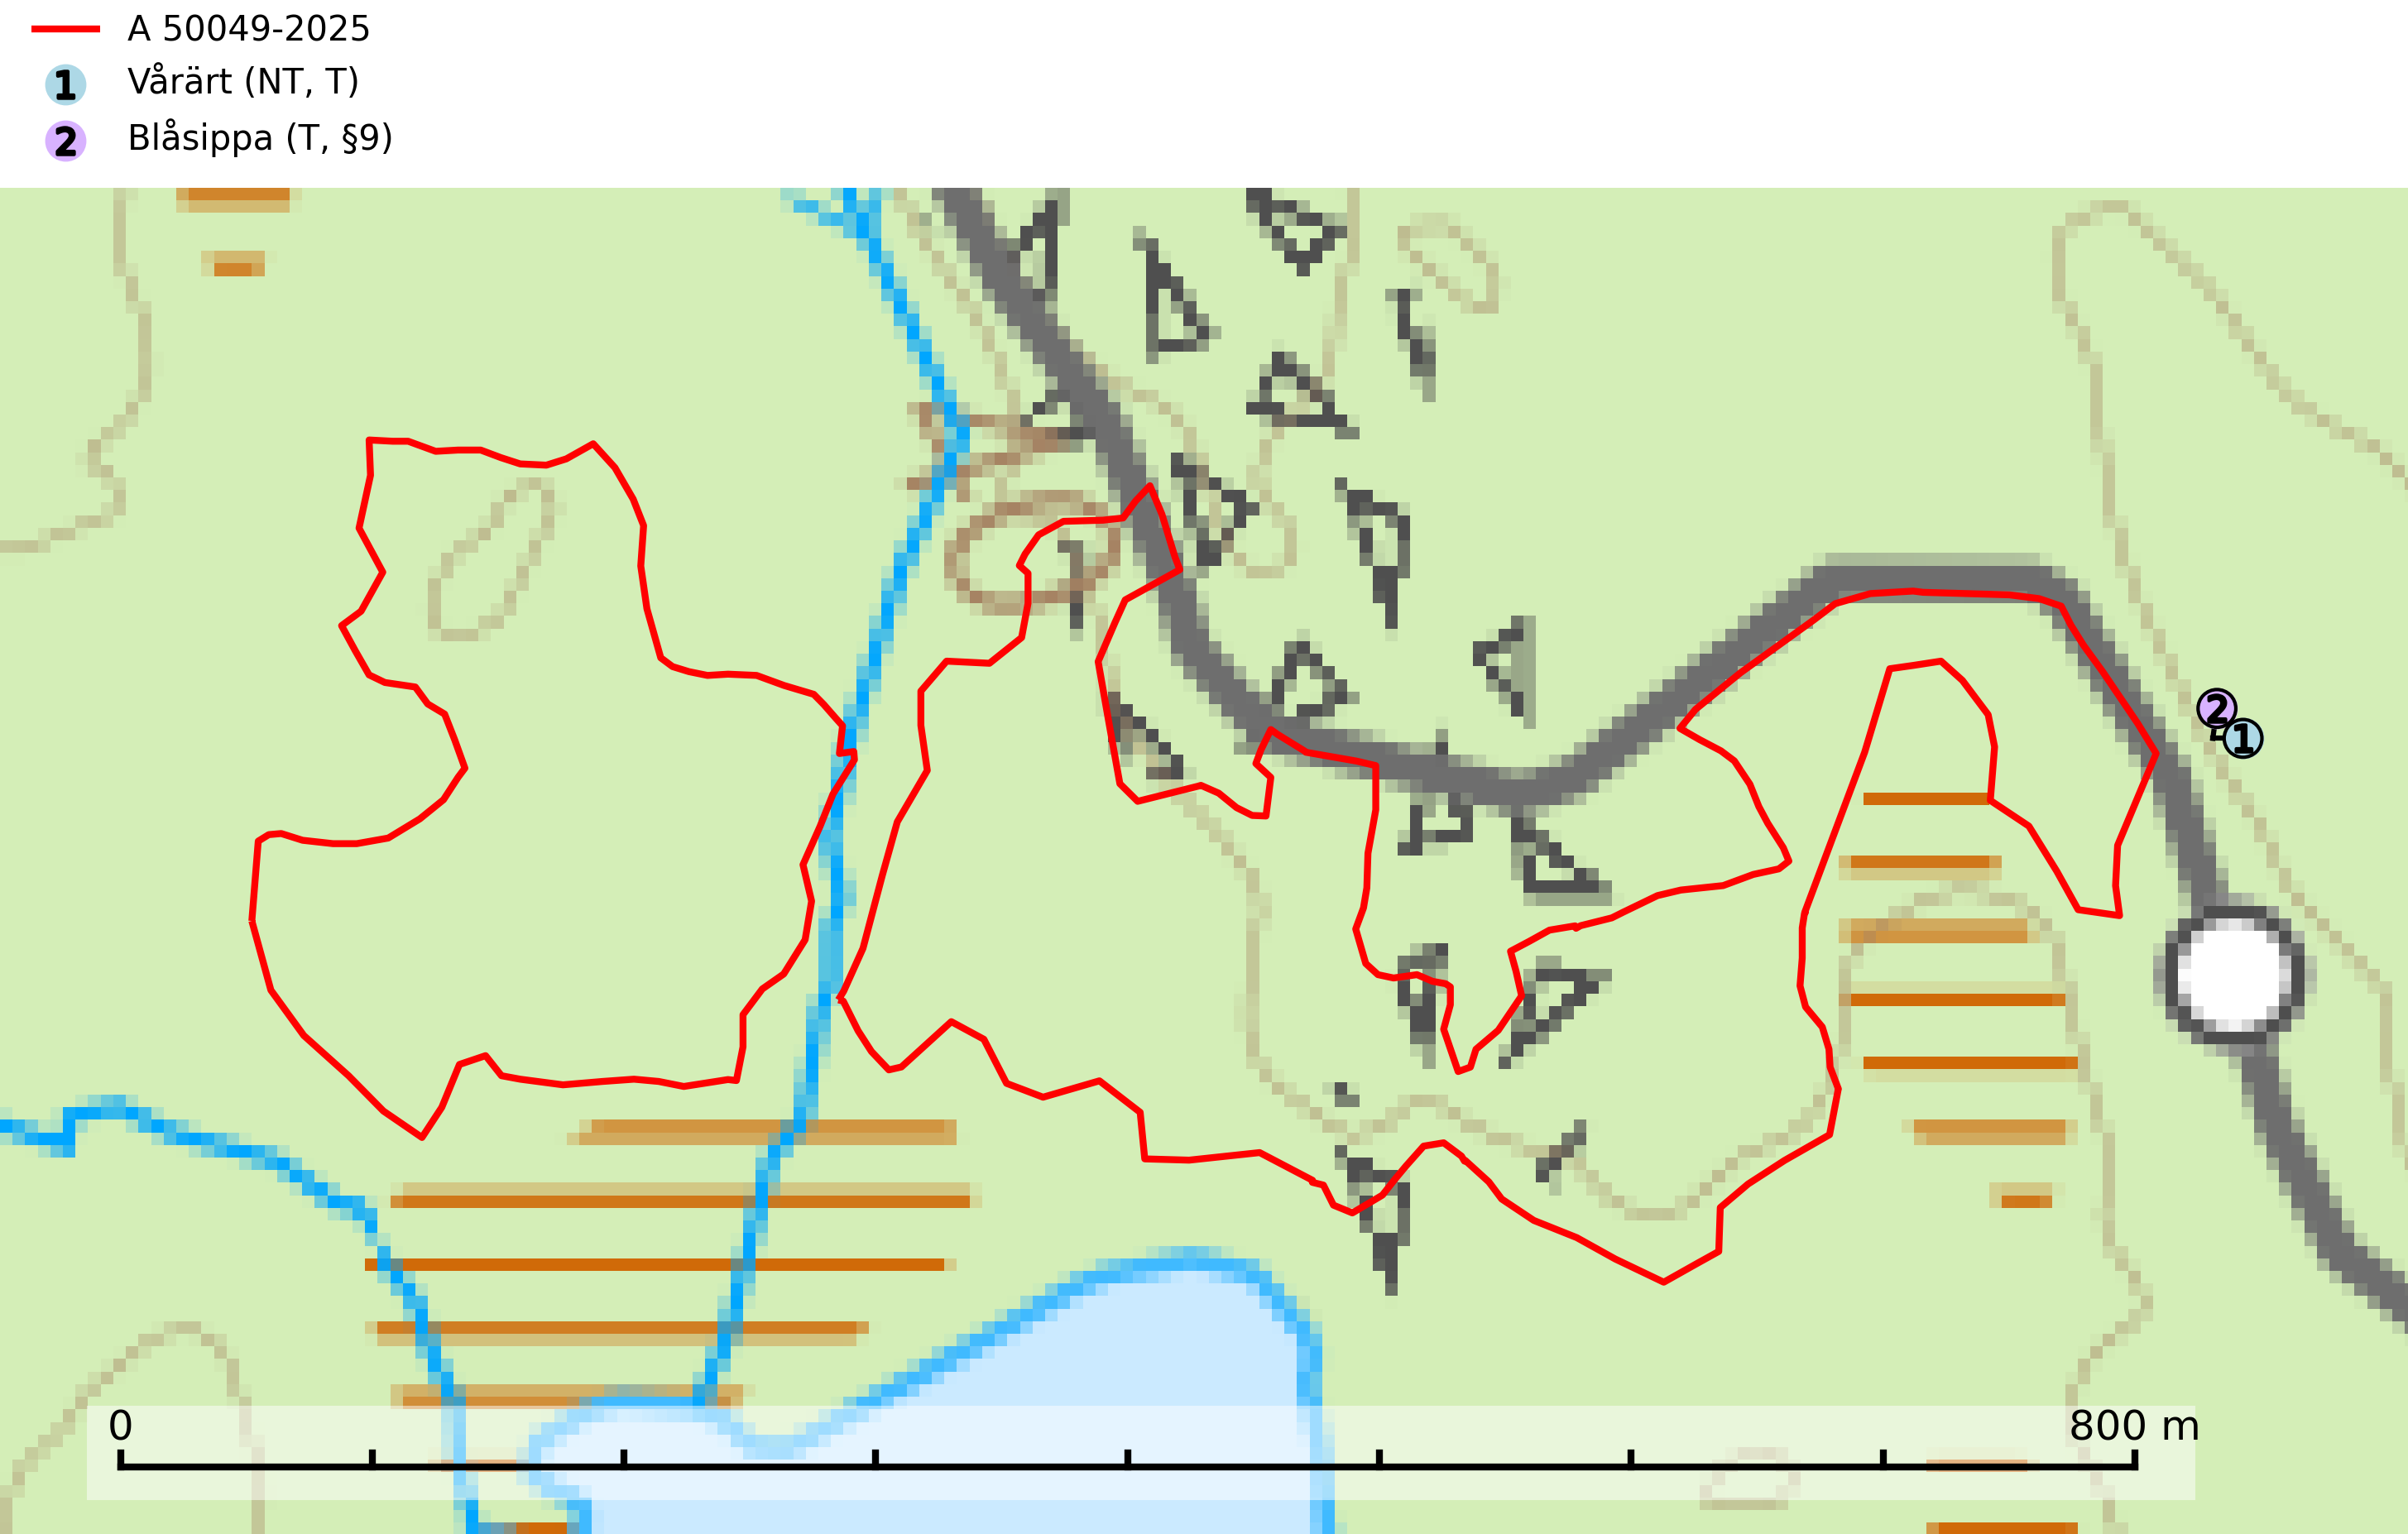 A 50049-2025
1 Vårärt (NT, T)
2 Blåsippa (T, §9)
2
1
0 800 m